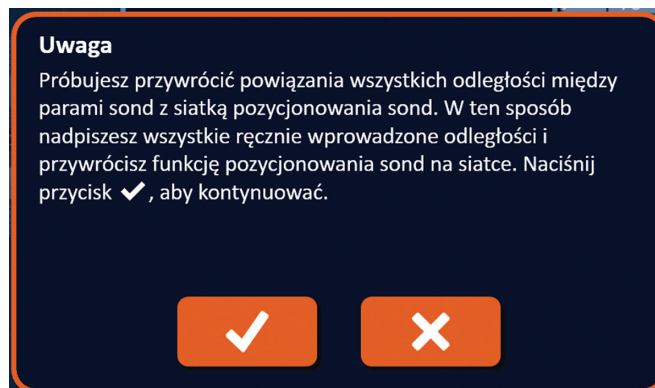 Uwaga
Próbujesz przywrócić powiązania wszystkich odległości między
parami sond z siatką pozycjonowania sond. W ten sposób
nadpiszesz wszystkie ręcznie wprowadzone odległości i
przywrócisz funkcję pozycjonowania sond na siatce. Naciśnij
przycisk ✔, aby kontynuować.